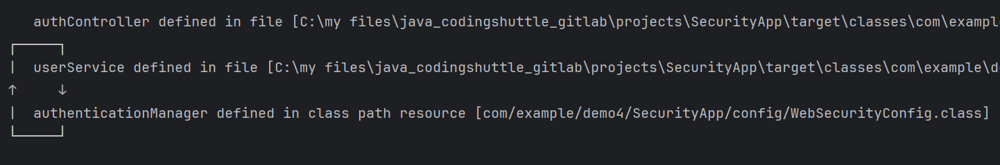 authController defined in file [C:\my files\java_codingshuttle_gitlab\projects\SecurityApp\target\classes\com\exampl
┌─────┐
|  userService defined in file [C:\my files\java_codingshuttle_gitlab\projects\SecurityApp\target\classes\com\example\d
↑     ↓
|  authenticationManager defined in class path resource [com/example/demo4/SecurityApp/config/WebSecurityConfig.class]
└─────┘